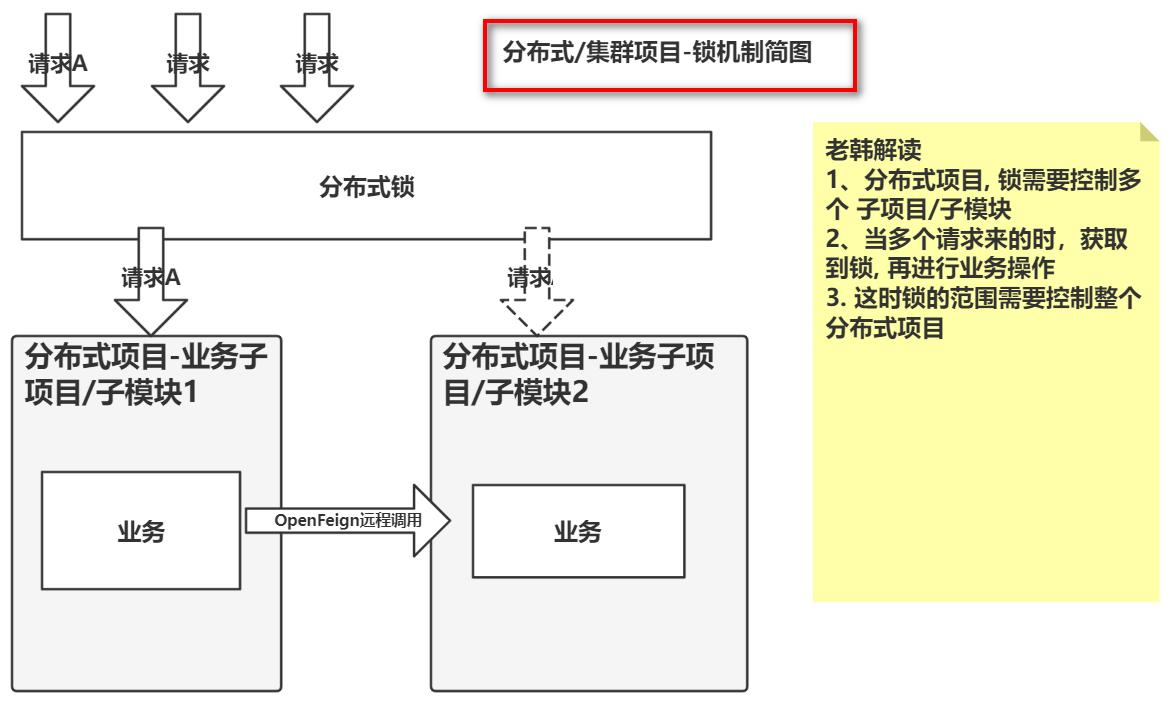 分布式/集群项目-锁机制简图
请求A
请求
请求
分布式锁
请求A
请求
分布式项目-业务子
项目/子模块1
分布式项目-业务子项
目/子模块2
业务
OpenFeign远程调用
业务
老韩解读
1、分布式项目, 锁需要控制多
个 子项目/子模块
2、当多个请求来的时，获取
到锁, 再进行业务操作
3. 这时锁的范围需要控制整个
分布式项目